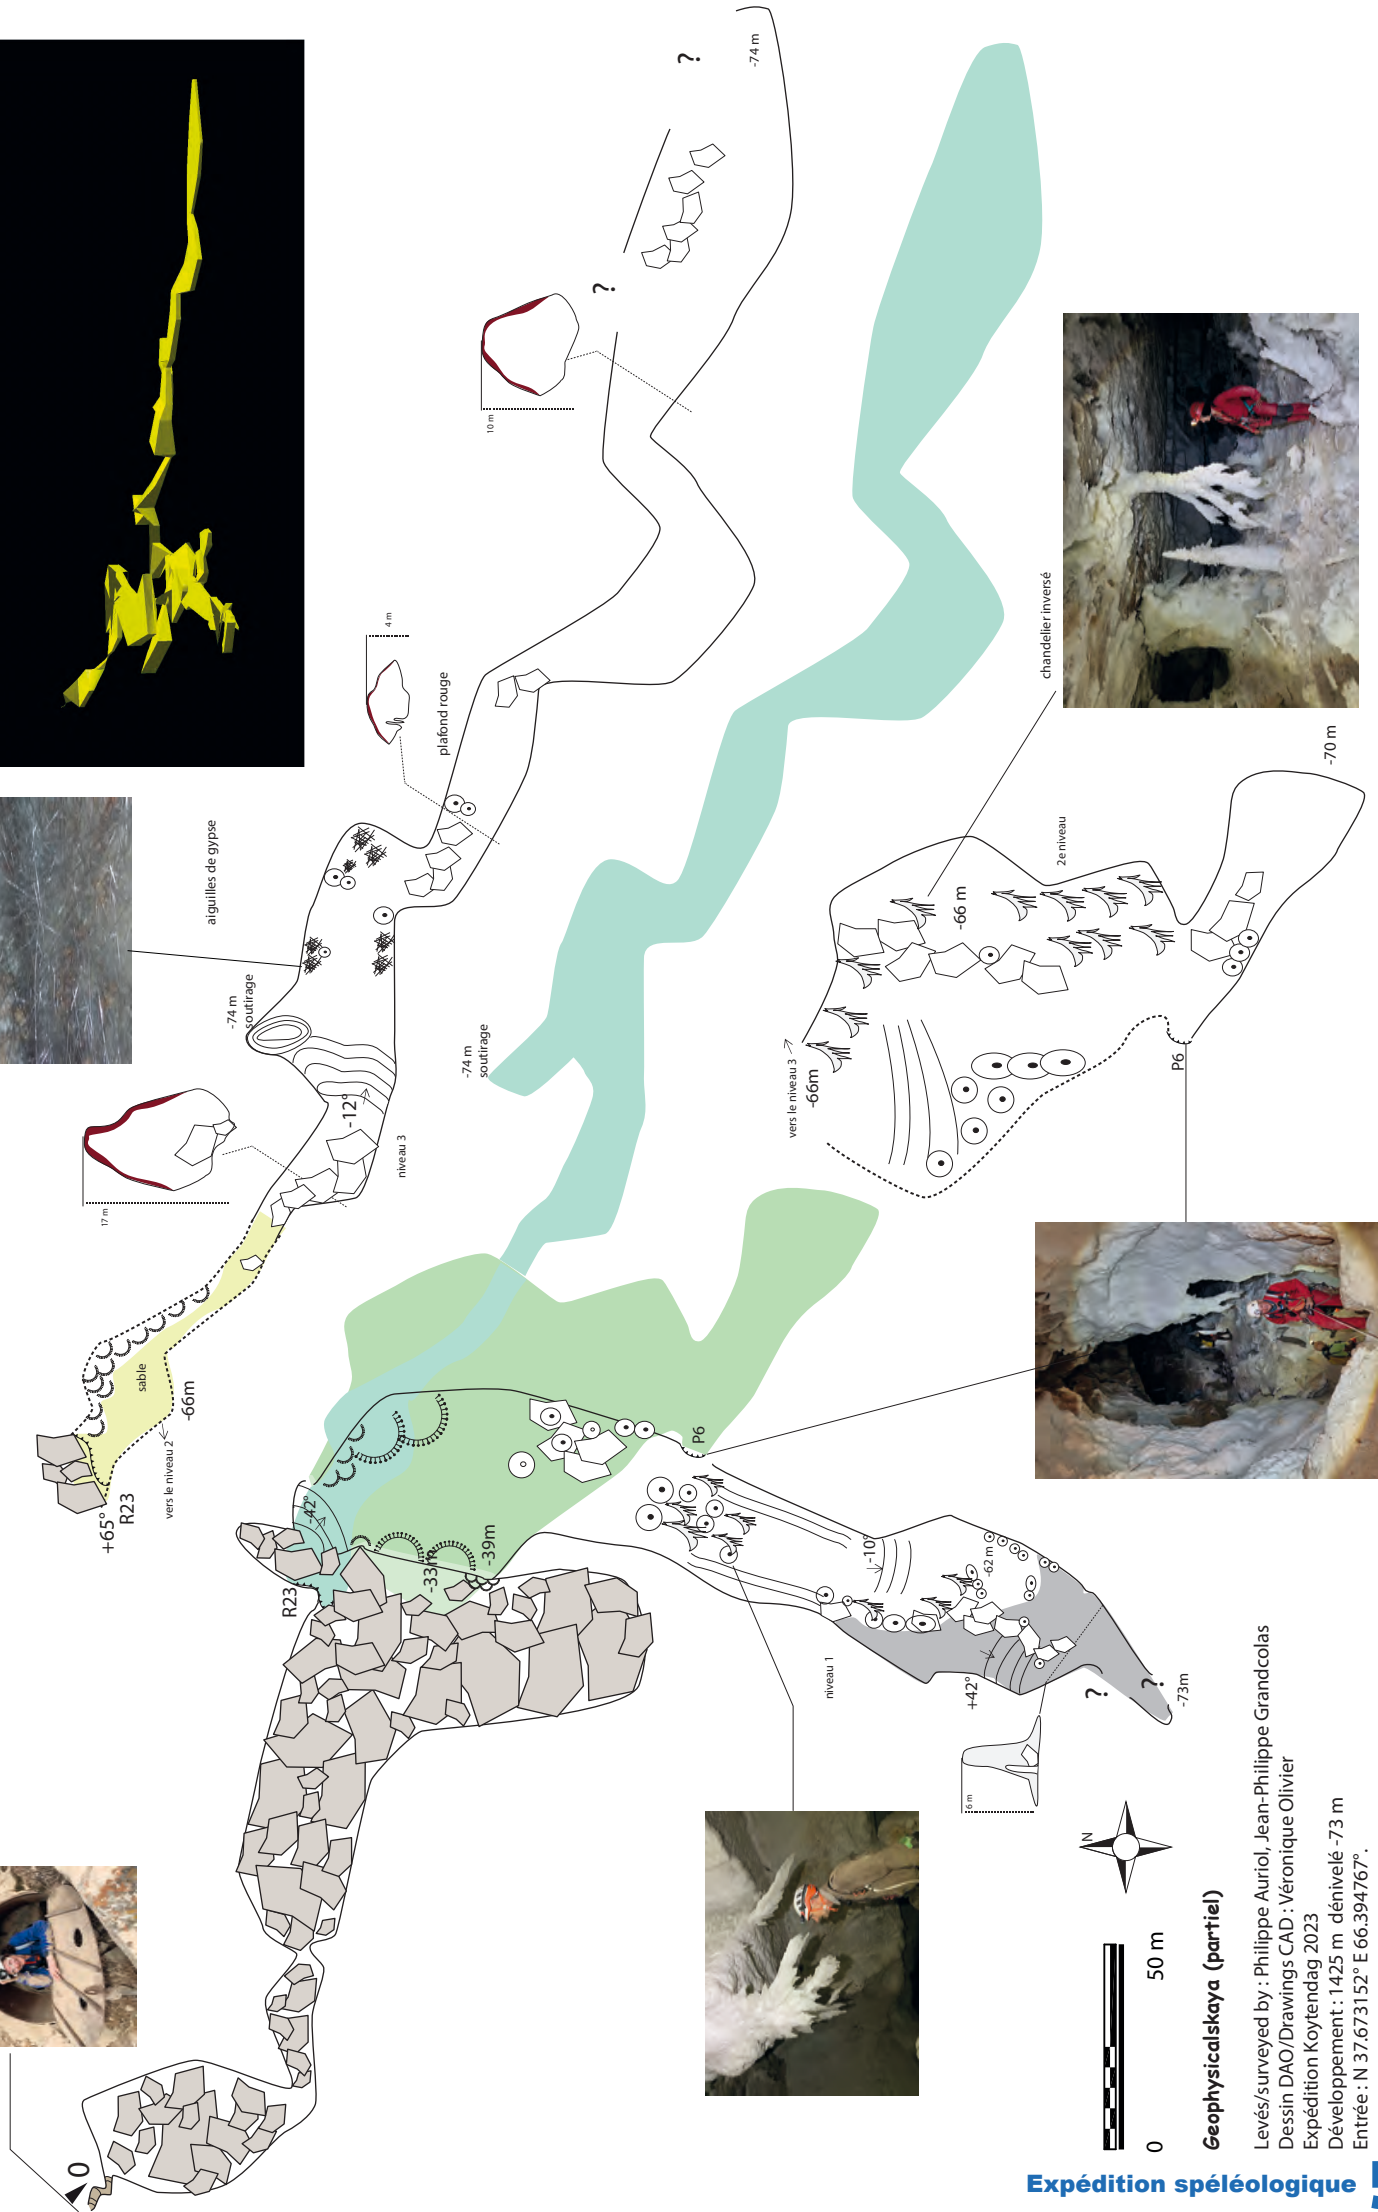 0
R23
-42°
-33m
-39m
+65°
R23
vers le niveau 2
-66m
sable
17 m
niveau 3
-12°
-74 m
soutirage
aiguilles de gypse
plafond rouge
4 m
10 m
?
?
-74 m
-74 m
soutirage
P6
niveau 1
-10°
-62 m
+42°
?
?
-73m
6 m
vers le niveau 3
-66m
-66 m
2e niveau
P6
-70 m
chandelier inversé
N
0
50 m
Geophysicalskaya (partiel)
Levés/surveyed by : Philippe Auriol, Jean-Philippe Grandcolas
Dessin DAO/Drawings CAD : Véronique Olivier
Expédition Koytendag 2023
Développement : 1425 m dénivelé -73 m
Entrée : N 37.673152° E 66.394767°.
Expédition spéléologique